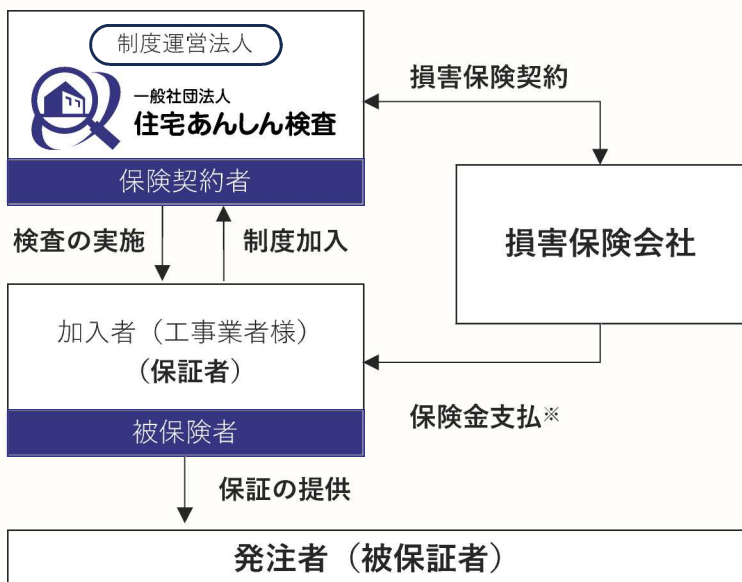 制度運営法人
一般社団法人
住宅あんしん検査
保険契約者
損害保険契約
損害保険会社
検査の実施
制度加入
加入者（工事業者様）
（保証者）
被保険者
保険金支払※
保証の提供
発注者（被保証者）